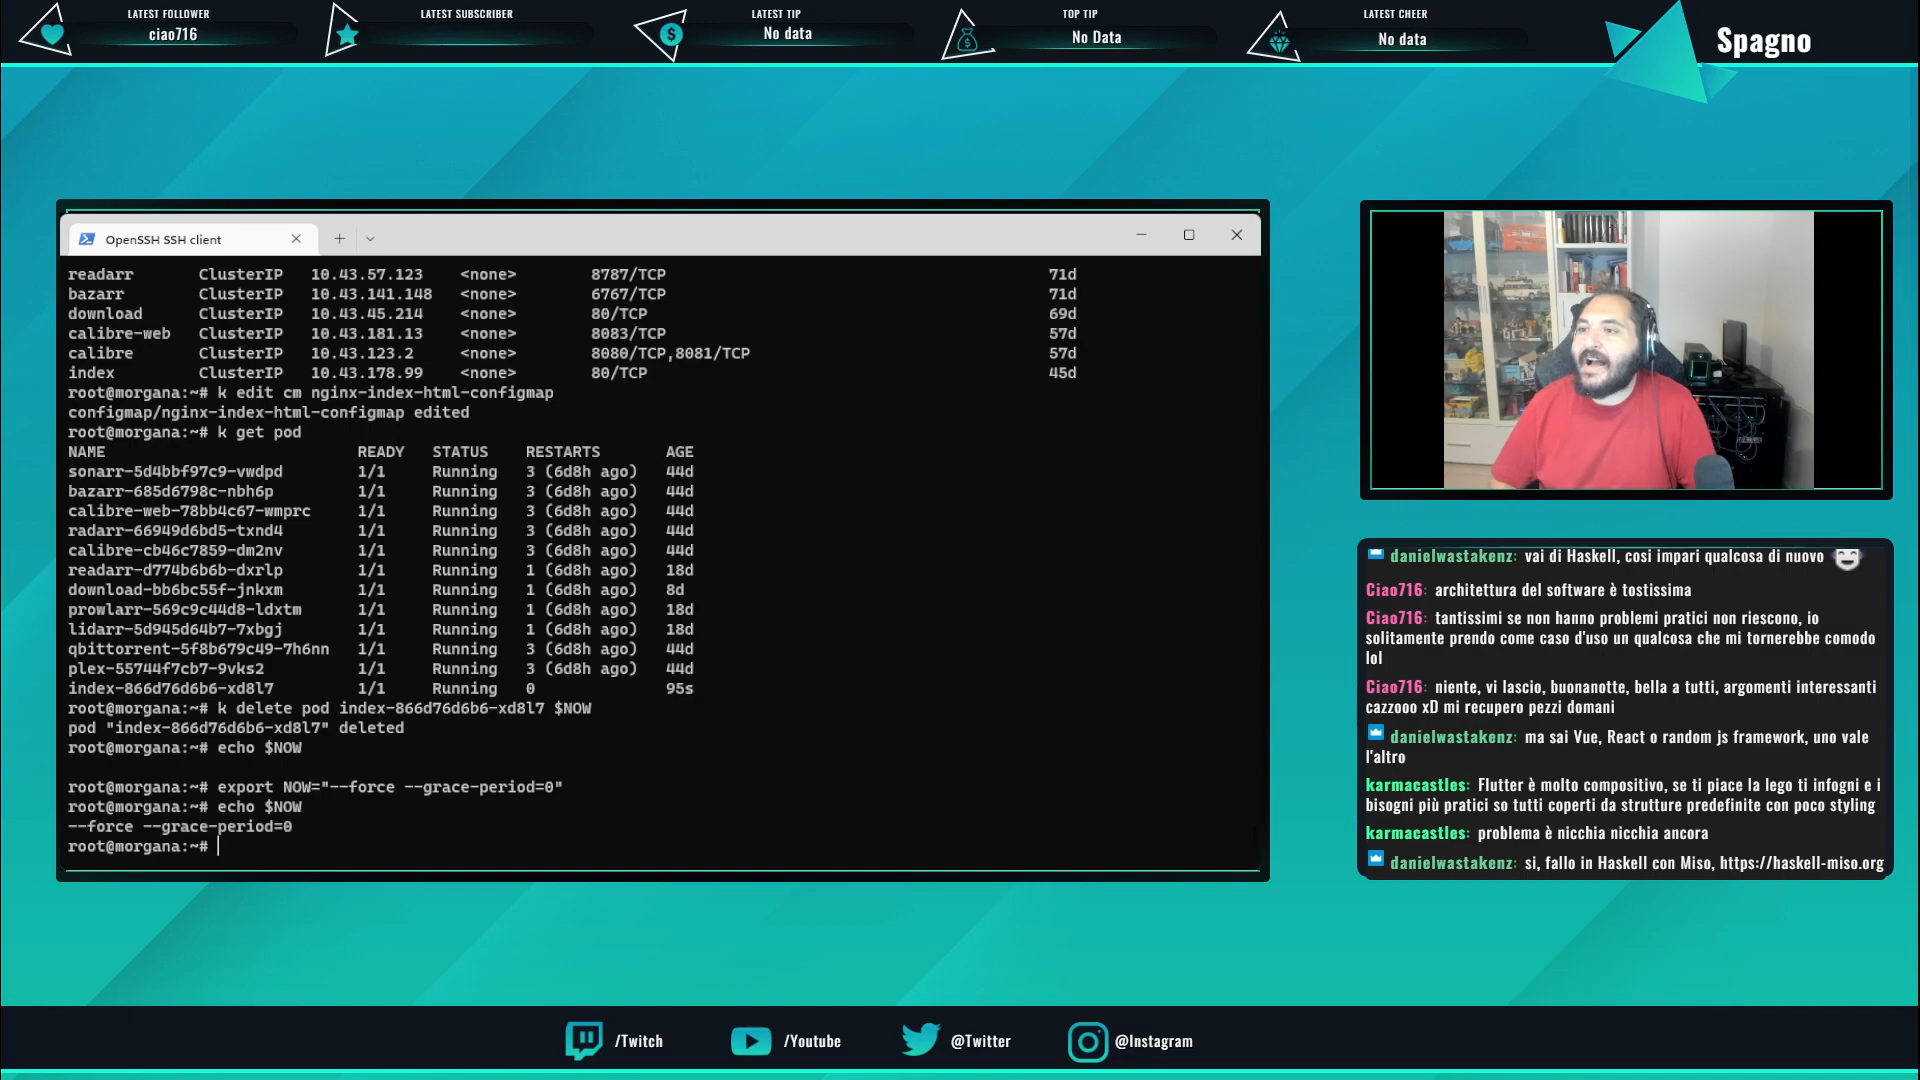 LATEST FOLLOWER
ciao716
LATEST SUBSCRIBER
LATEST TIP
No data
TOP TIP
No Data
LATEST CHEER
No data
Spagno
OpenSSH SSH client
readarr ClusterIP 10.43.57.123 <none> 8787/TCP 71d
bazarr ClusterIP 10.43.141.148 <none> 6767/TCP 71d
download ClusterIP 10.43.45.214 <none> 80/TCP 69d
calibre-web ClusterIP 10.43.181.13 <none> 8083/TCP 57d
calibre ClusterIP 10.43.123.2 <none> 8080/TCP,8081/TCP 57d
index ClusterIP 10.43.178.99 <none> 80/TCP 45d
root@morgana:~# k edit cm nginx-index-html-configmap
configmap/nginx-index-html-configmap edited
root@morgana:~# k get pod
NAME READY STATUS RESTARTS AGE
sonarr-5d4bbf97c9-vwdpd 1/1 Running 3 (6d8h ago) 44d
bazarr-685d6798c-nbh6p 1/1 Running 3 (6d8h ago) 44d
calibre-web-78bb4c67-wmprc 1/1 Running 3 (6d8h ago) 44d
radarr-66949d6bd5-txnd4 1/1 Running 3 (6d8h ago) 44d
calibre-cb46c7859-dm2nv 1/1 Running 3 (6d8h ago) 44d
readarr-d774b6b6b-dxrlp 1/1 Running 1 (6d8h ago) 18d
download-bb6bc55f-jnkxm 1/1 Running 1 (6d8h ago) 8d
prowlarr-569c9c44d8-ldxtm 1/1 Running 1 (6d8h ago) 18d
lidarr-5d945d64b7-7xbgj 1/1 Running 1 (6d8h ago) 18d
qbittorrent-5f8b679c49-7h6nn 1/1 Running 3 (6d8h ago) 44d
plex-55744f7cb7-9vks2 1/1 Running 3 (6d8h ago) 44d
index-866d76d6b6-xd8l7 1/1 Running 0 95s
root@morgana:~# k delete pod index-866d76d6b6-xd8l7 $NOW
pod "index-866d76d6b6-xd8l7" deleted
root@morgana:~# echo $NOW
root@morgana:~# export NOW="--force --grace-period=0"
root@morgana:~# echo $NOW
--force --grace-period=0
root@morgana:~#
danielwastakenz: vai di Haskell, cosi impari qualcosa di nuovo
Ciao716: architettura del software è tostissima
Ciao716: tantissimi se non hanno problemi pratici non riescono, io
solitamente prendo come caso d'uso un qualcosa che mi tornerebbe comodo
lol
Ciao716: niente, vi lascio, buonanotte, bella a tutti, argomenti interessanti
cazzooo xD mi recupero pezzi domani
danielwastakenz: ma sai Vue, React o random js framework, uno vale
l'altro
karmacastles: Flutter è molto compositivo, se ti piace la lego ti infogni e i
bisogni più pratici so tutti coperti da strutture predefinite con poco styling
karmacastles: problema è nicchia nicchia ancora
danielwastakenz: si, fallo in Haskell con Miso, https://haskell-miso.org
/Twitch
/Youtube
@Twitter
@Instagram